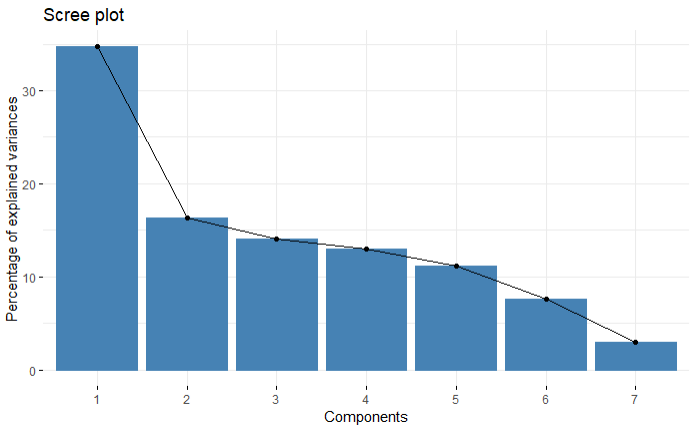 Scree plot
Percentage of explained variances
30
20
10
0
1 2 3 4 5 6 7
Components